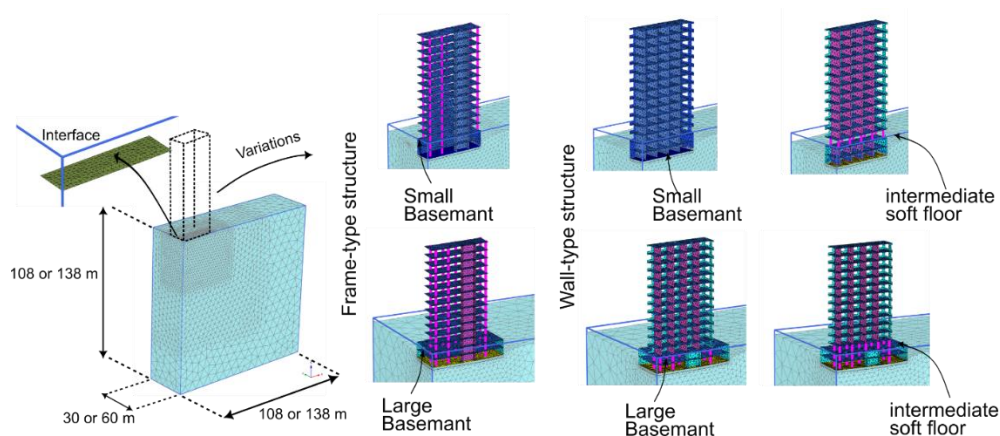 Interface
Variations
108 or 138 m
30 or 60 m
108 or 138 m
Frame-type structure
Small
Basemant
Large
Basemant
Wall-type structure
Small
Basemant
intermediate
soft floor
Large
Basemant
intermediate
soft floor